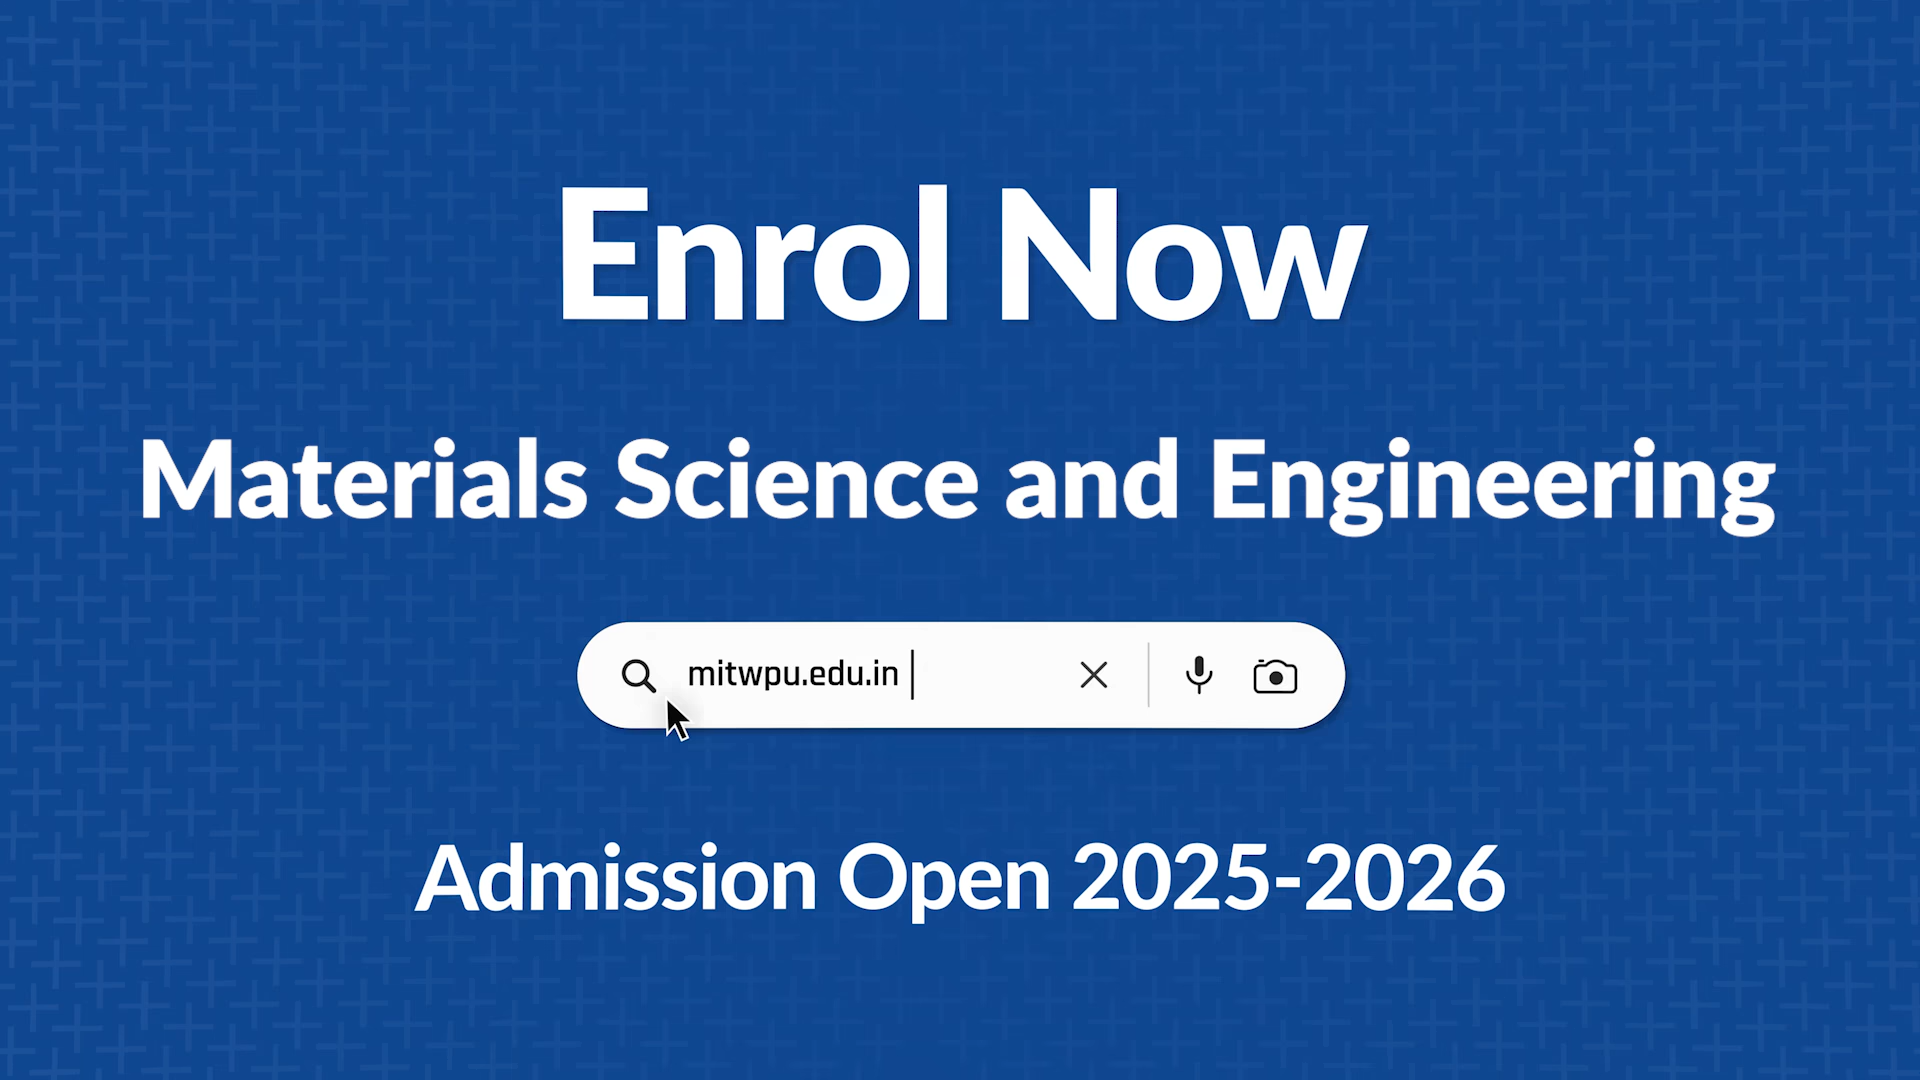 Enrol Now
Materials Science and Engineering
mitwpu.edu.in
Admission Open 2025-2026